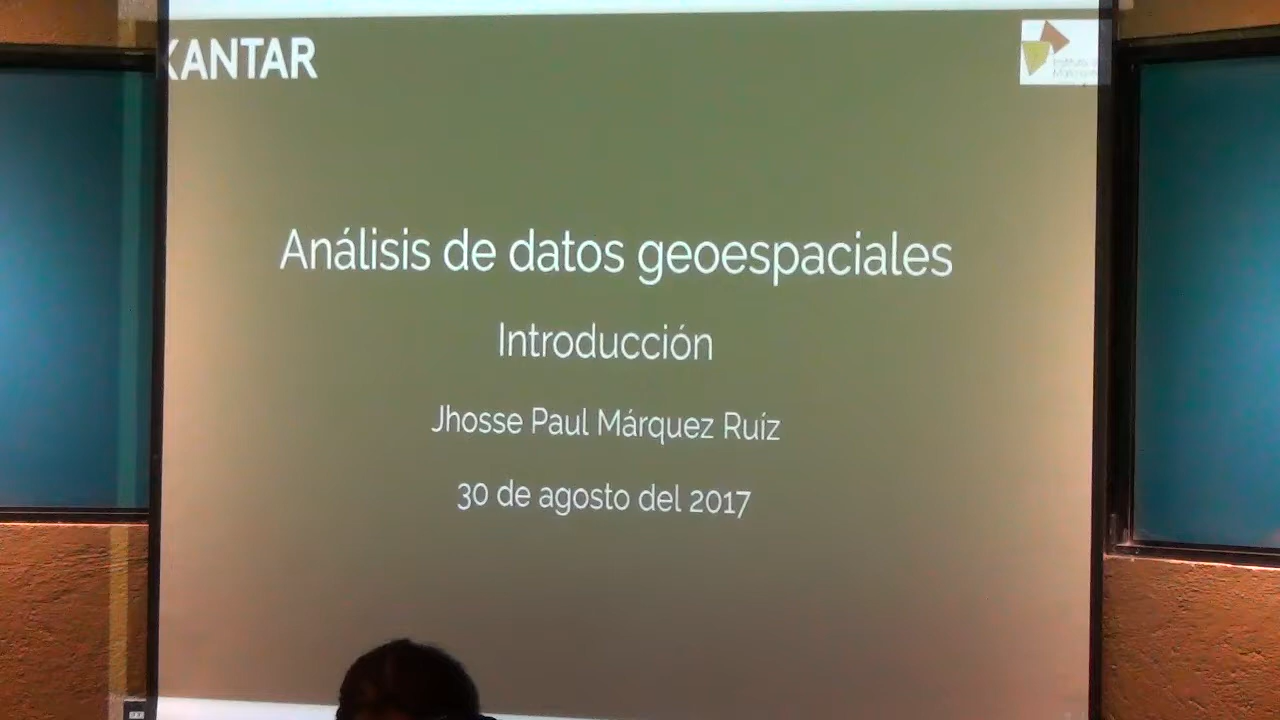 KANTAR
Análisis de datos geoespaciales
Introducción
Jhosse Paul Márquez Ruíz
30 de agosto del 2017